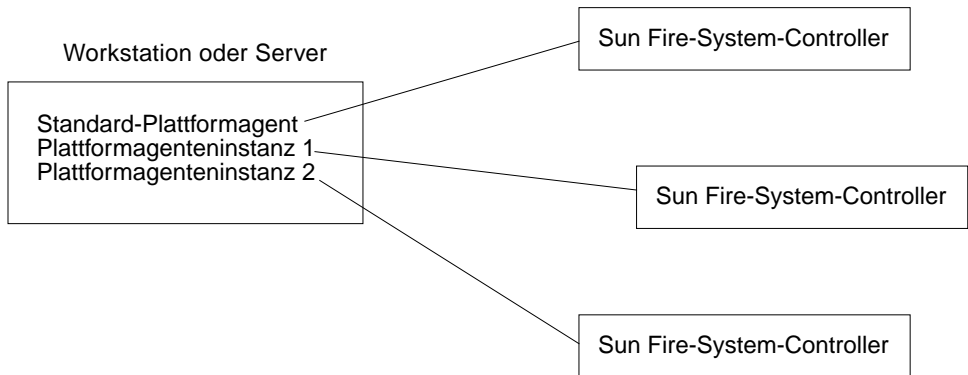 Workstation oder Server
Standard-Plattformagent
Plattformagenteninstanz 1
Plattformagenteninstanz 2
Sun Fire-System-Controller
Sun Fire-System-Controller
Sun Fire-System-Controller